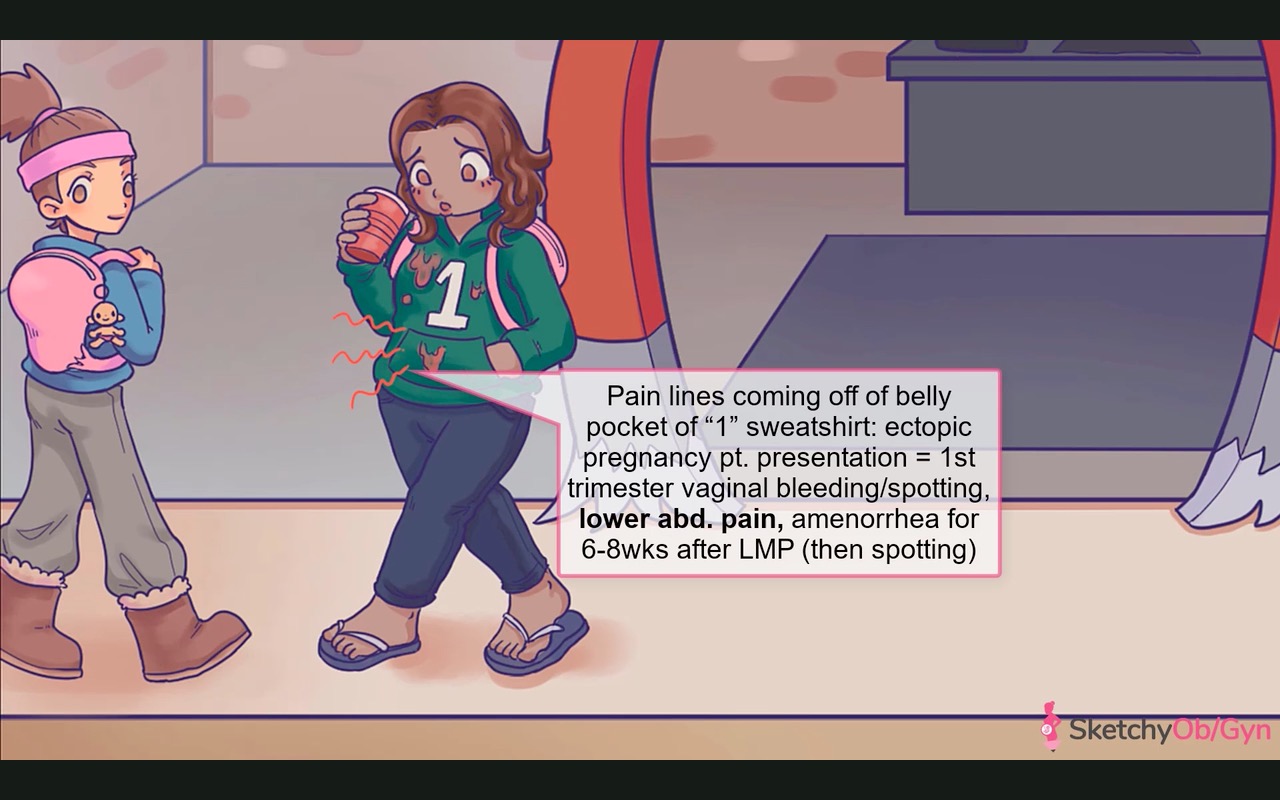 1
Pain lines coming off of belly
pocket of “1” sweatshirt: ectopic
pregnancy pt. presentation = 1st
trimester vaginal bleeding/spotting,
lower abd. pain, amenorrhea for
6-8wks after LMP (then spotting)
SketchyOb/Gyn